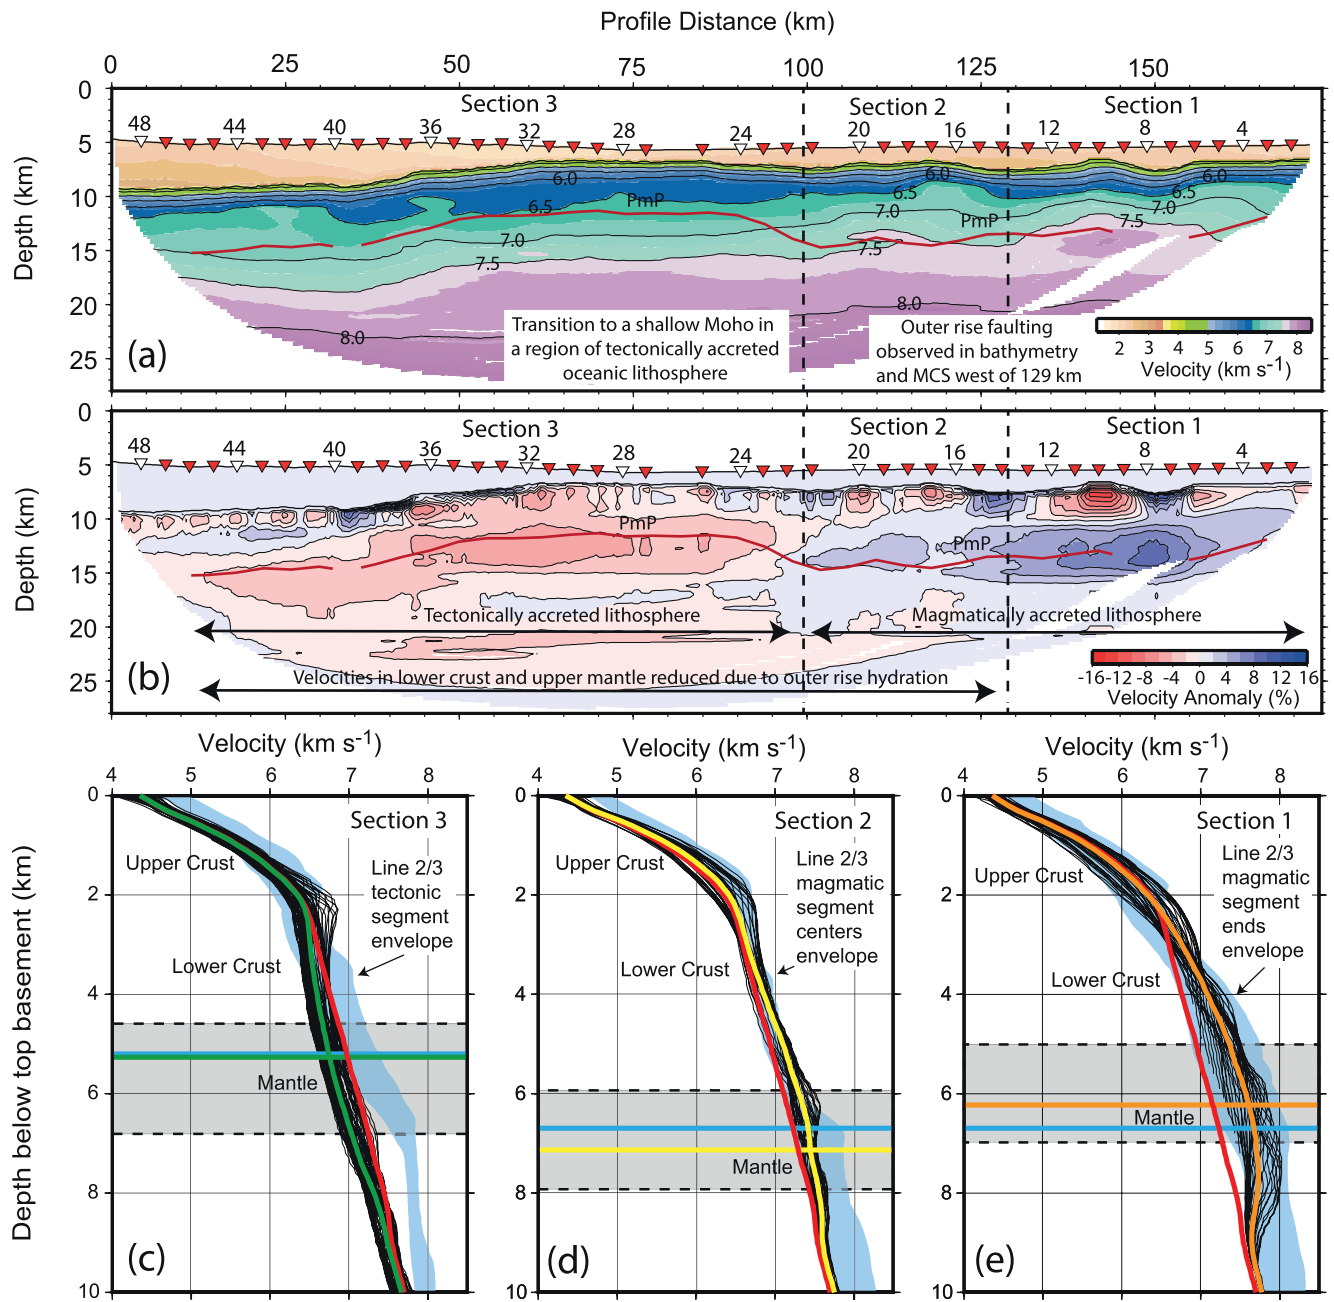 Profile Distance (km)
0 25 50 75 100 125 150
Section 3 Section 2 Section 1
48 44 40 36 32 28 24 20 16 12 8 4
0
5
10
15
20
25
Depth (km)
6.0 6.0 6.0
6.5 6.5
7.0 7.0 7.0
7.5 7.5 7.5
8.0 8.0
PmP PmP
Transition to a shallow Moho in
a region of tectonically accreted
oceanic lithosphere
Outer rise faulting
observed in bathymetry
and MCS west of 129 km
2 3 4 5 6 7 8
Velocity (km s-1)
(a)
Section 3 Section 2 Section 1
48 44 40 36 32 28 24 20 16 12 8 4
0
5
10
15
20
25
Depth (km)
PmP PmP
Tectonically accreted lithosphere
Magmatically accreted lithosphere
Velocities in lower crust and upper mantle reduced due to outer rise hydration
-16 -12 -8 -4 0 4 8 12 16
Velocity Anomaly (%)
(b)
Velocity (km s-1) Velocity (km s-1) Velocity (km s-1)
4 5 6 7 8
4 5 6 7 8
4 5 6 7 8
Depth below top basement (km)
0
2
4
6
8
10
Section 3
Upper Crust
Line 2/3
tectonic
segment
envelope
Lower Crust
Mantle
(c)
0
2
4
6
8
10
Section 2
Upper Crust
Line 2/3
magmatic
segment
centers
envelope
Lower Crust
Mantle
(d)
0
2
4
6
8
10
Section 1
Upper Crust
Line 2/3
magmatic
segment
ends
envelope
Lower Crust
Mantle
(e)